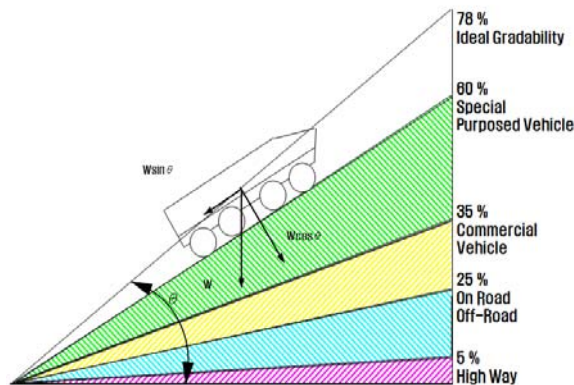 78 %
Ideal Gradability
60 %
Special
Purposed Vehicle
Wsin θ
Wcos θ
35 %
Commercial
Vehicle
W
25 %
On Road
Off-Road
θ
5 %
High Way